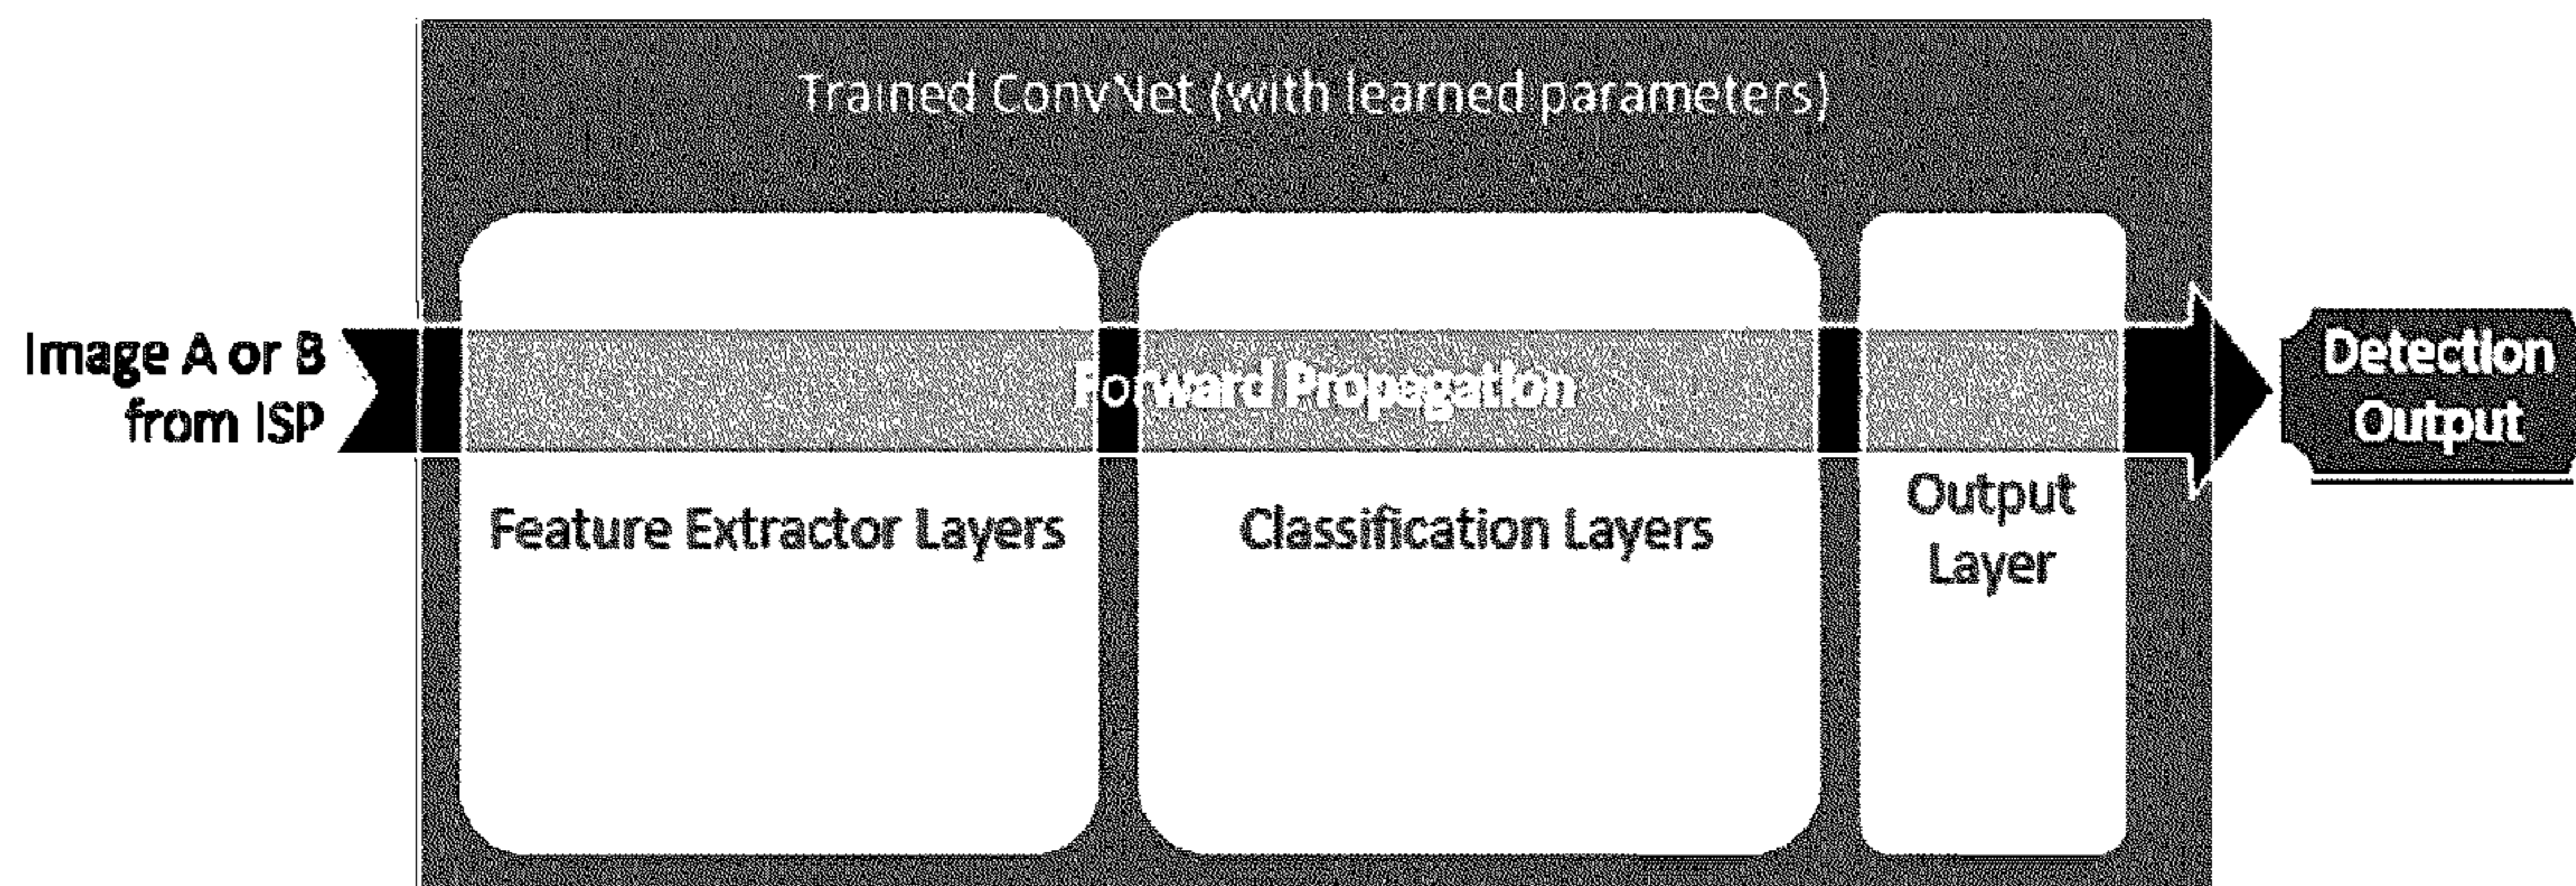 Trained ConvNet (with learned parameters)
Image A or B
from ISP
Forward Propagation
Detection
Output
Feature Extractor Layers
Classification Layers
Output
Layer